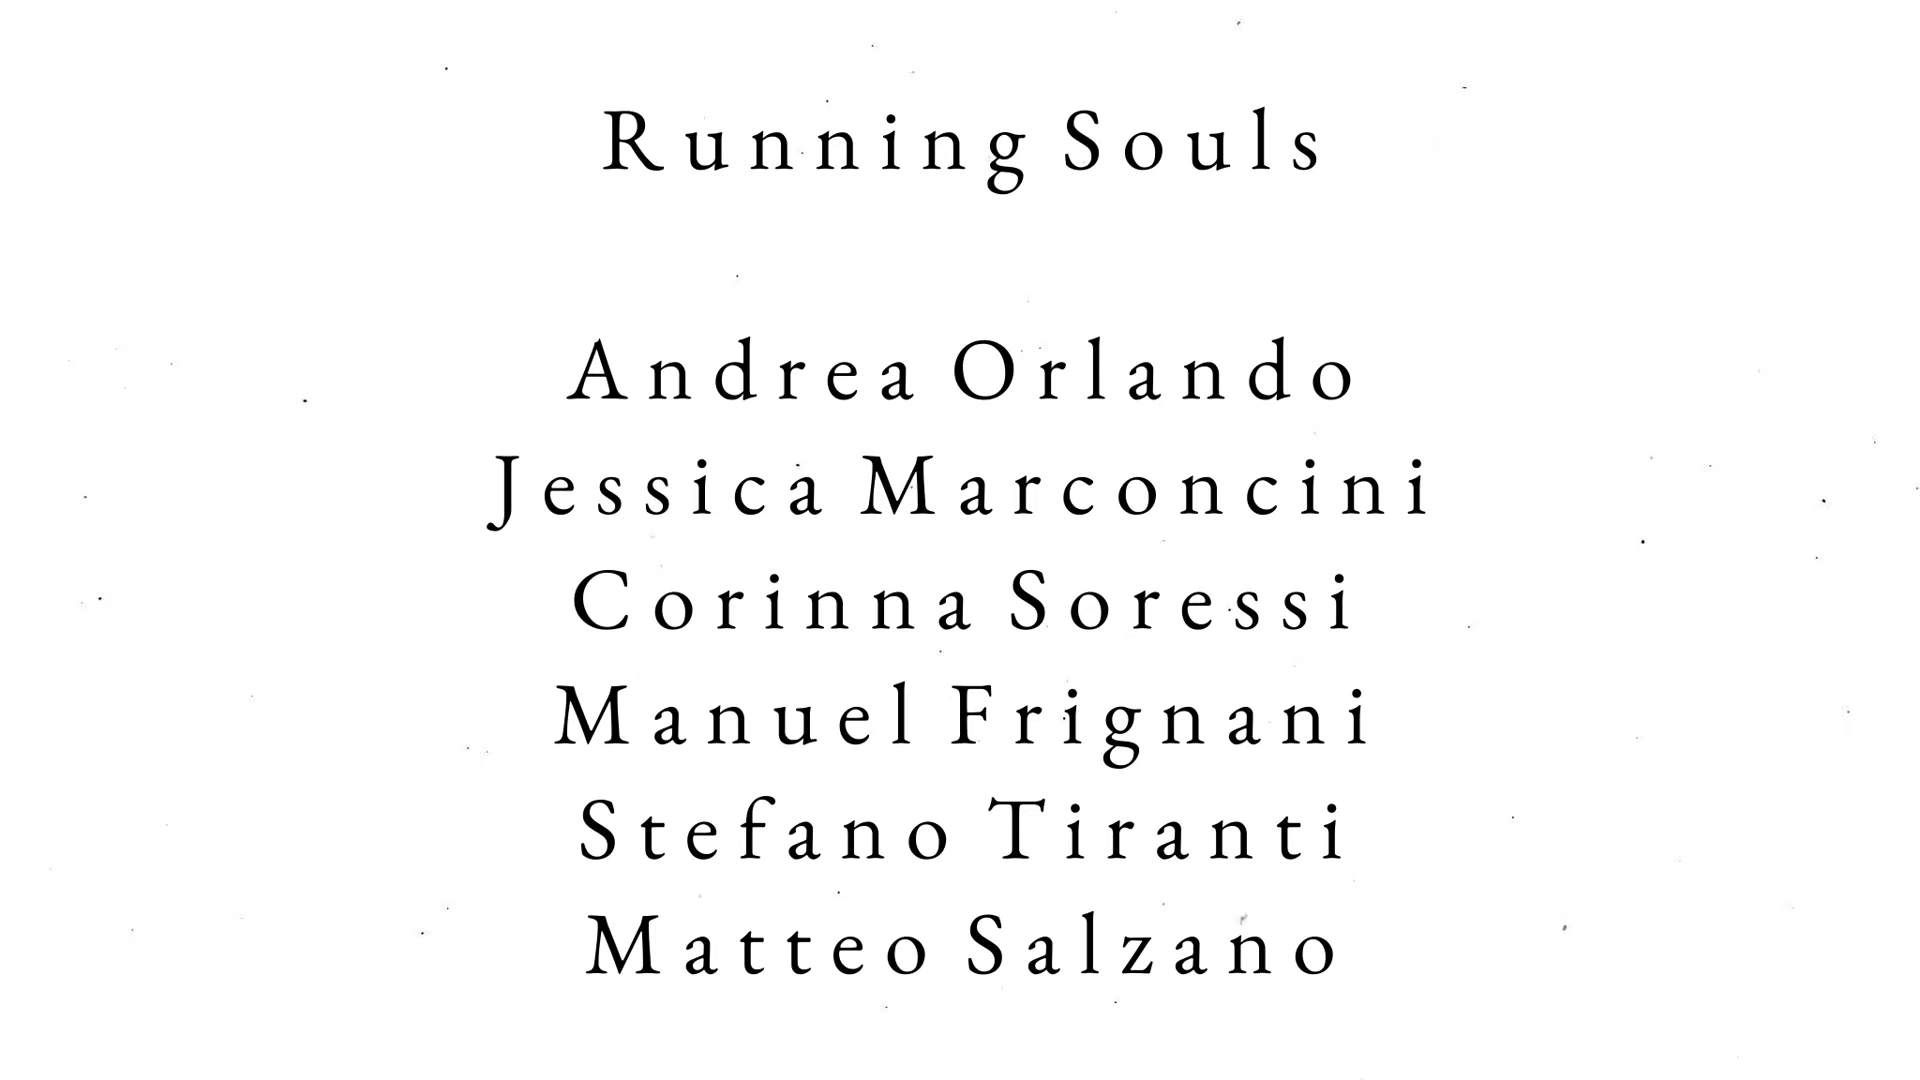 Running Souls
Andrea Orlando
Jessica Marconcini
Corinna Soressi
Manuel Frignani
Stefano Tiranti
Matteo Salzano